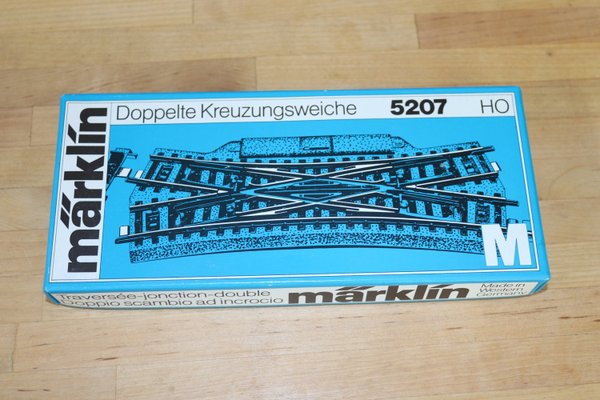 märklin
Doppelte Kreuzungsweiche 5207 HO
M
Traversée-jonction-double
Doppio scambio ad incrocio
märklin
Made in
Western
Germany